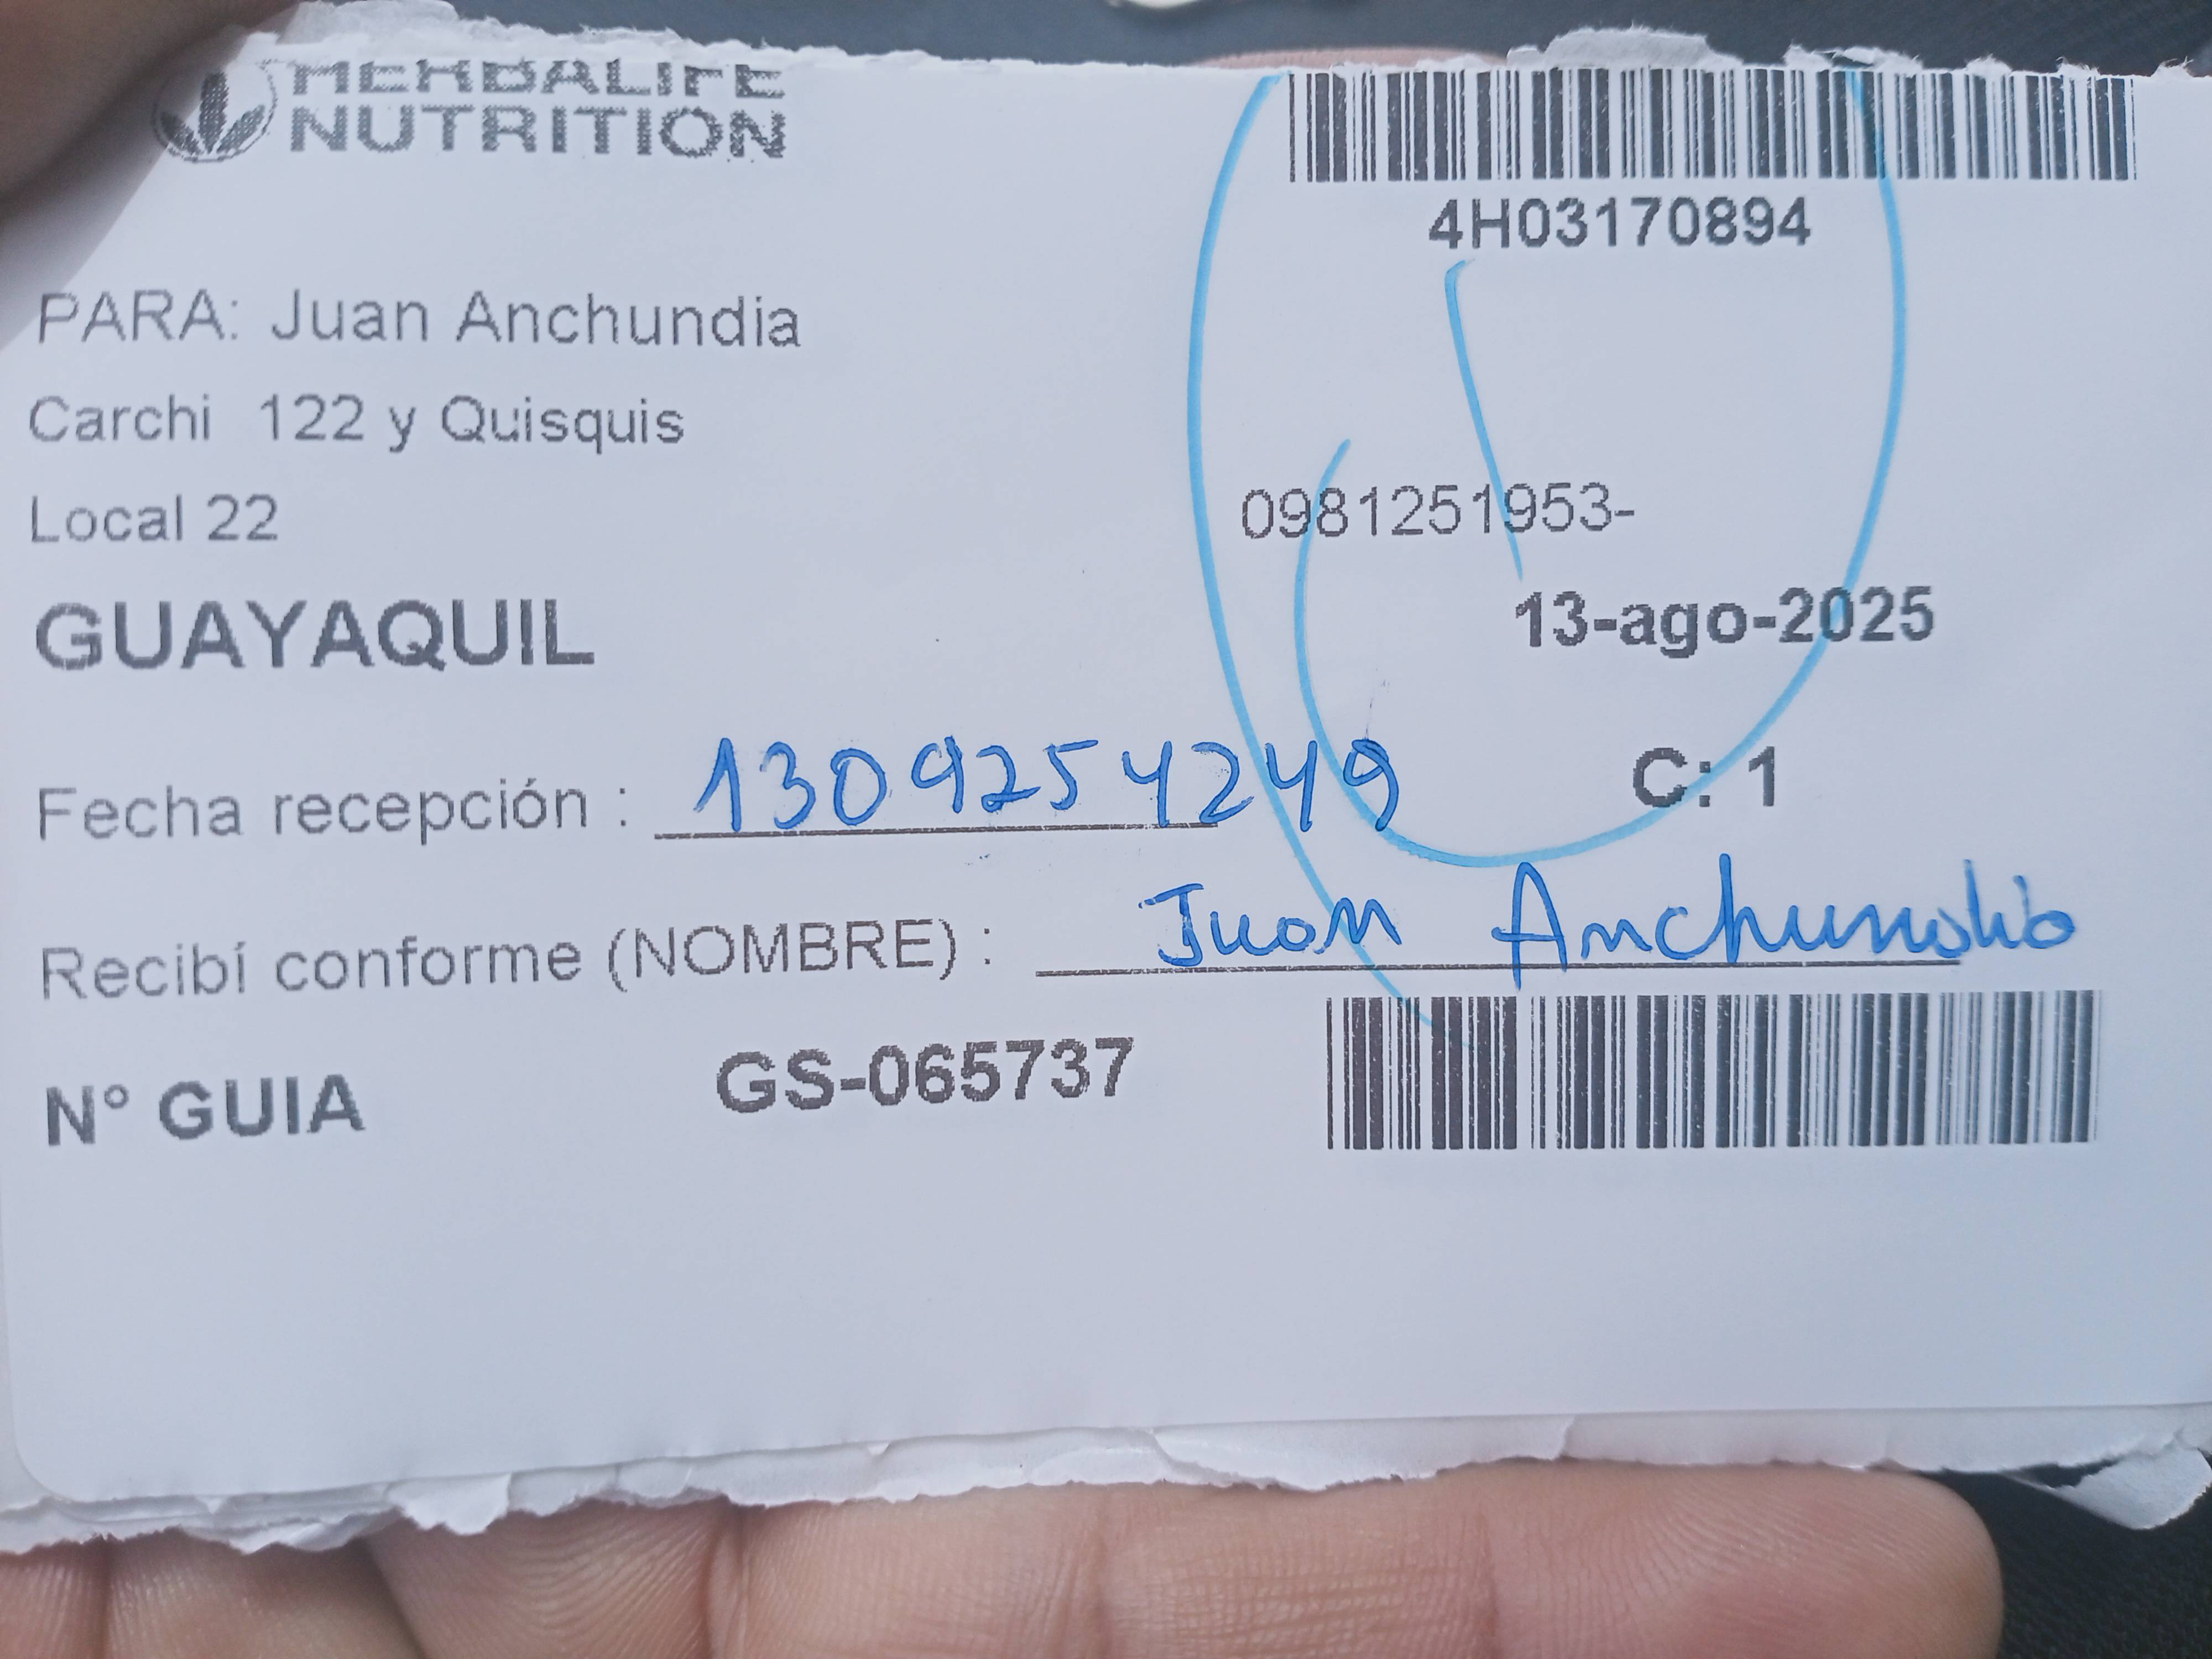 HERBALIFE
NUTRITION
4H03170894
PARA: Juan Anchundia
Carchi 122 y Quisquis
Local 22
0981251953-
GUAYAQUIL
13-ago-2025
Fecha recepción : 1309254249
C: 1
Recibí conforme (NOMBRE) : Juan Anchundia
N° GUIA GS-065737